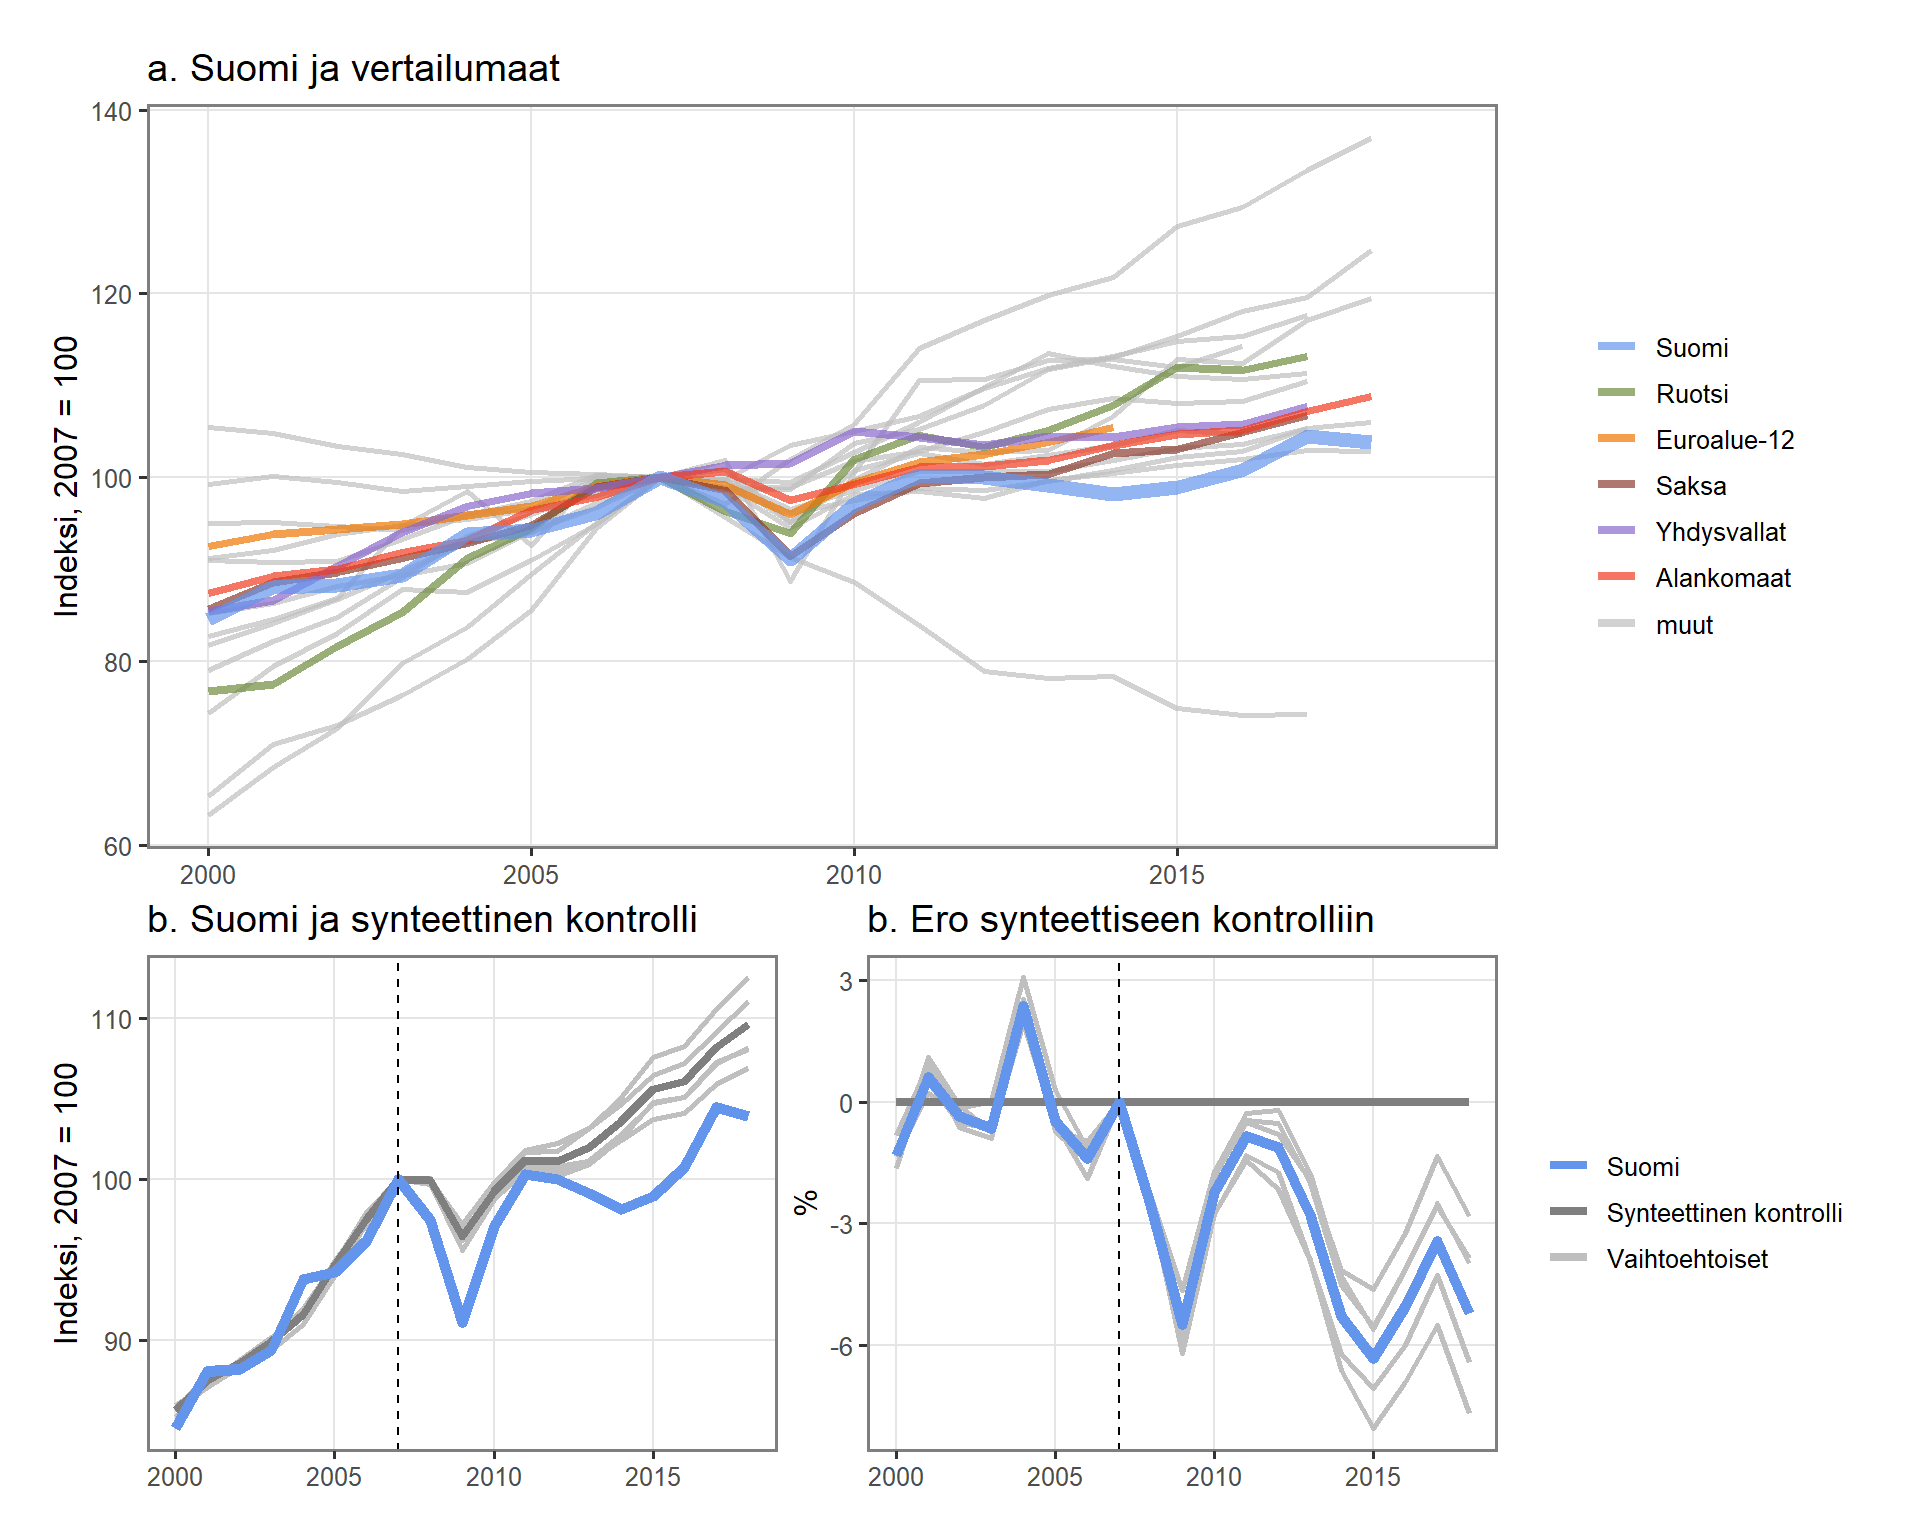 a. Suomi ja vertailumaat
140
120
100
80
60
Indeksi, 2007 = 100
2000
2005
2010
2015
Suomi
Ruotsi
Euroalue-12
Saksa
Yhdysvallat
Alankomaat
muut
b. Suomi ja synteettinen kontrolli
110
100
90
Indeksi, 2007 = 100
2000
2005
2010
2015
b. Ero synteettiseen kontrolliin
3
0
-3
-6
%
2000
2005
2010
2015
Suomi
Synteettinen kontrolli
Vaihtoehtoiset